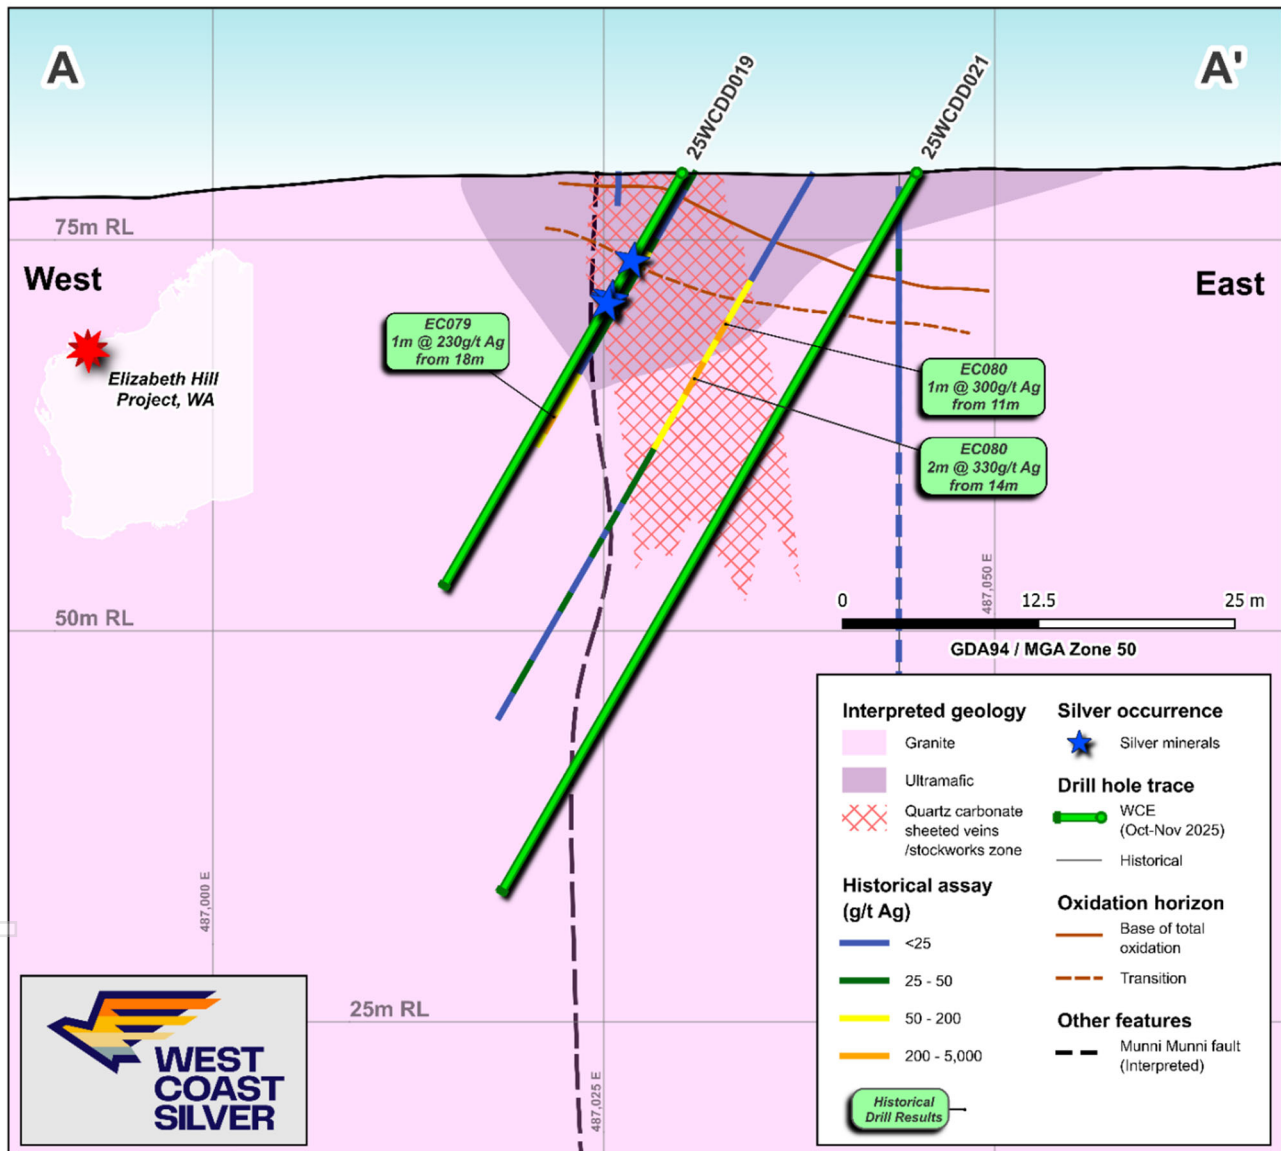 A
A'
25WCDD019
25WCDD021
75m RL
West
East
EC079
1m @ 230g/t Ag
from 18m
Elizabeth Hill
Project, WA
EC080
1m @ 300g/t Ag
from 11m
EC080
2m @ 330g/t Ag
from 14m
487,050 E
50m RL
0 12.5 25 m
GDA94 / MGA Zone 50
487,000 E
25m RL
487,025 E
Interpreted geology
Granite
Ultramafic
Quartz carbonate
sheeted veins
/stockworks zone
Historical assay
(g/t Ag)
<25
25 - 50
50 - 200
200 - 5,000
Historical
Drill Results
Silver occurrence
Silver minerals
Drill hole trace
WCE
(Oct-Nov 2025)
Historical
Oxidation horizon
Base of total
oxidation
Transition
Other features
Munni Munni fault
(Interpreted)
WEST
COAST
SILVER